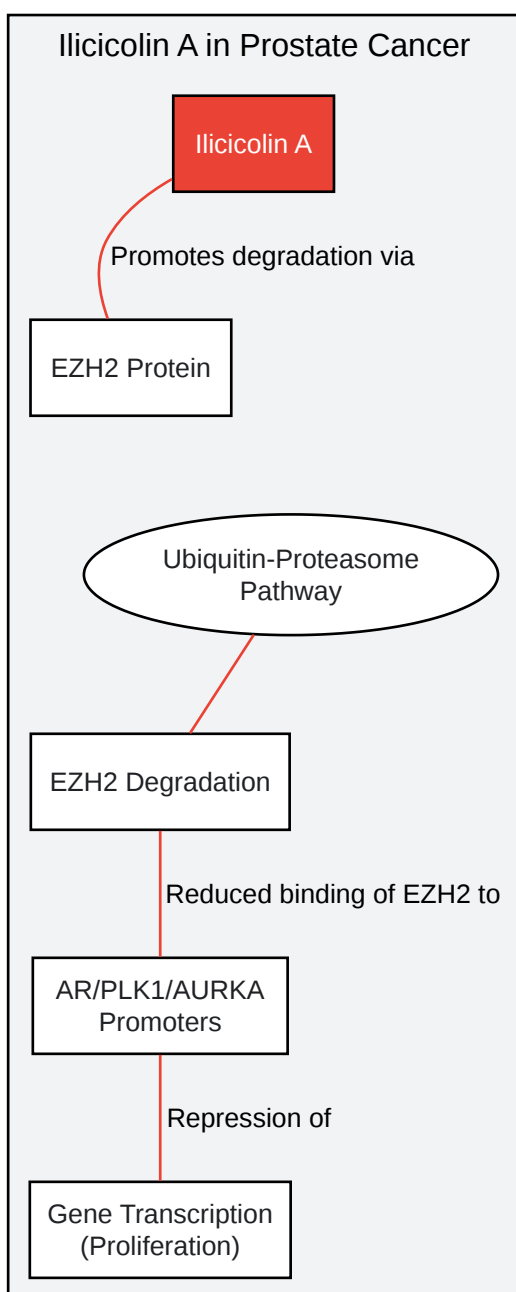 Ilicicolin A in Prostate Cancer
Ilicicolin A
Promotes degradation via
EZH2 Protein
Ubiquitin-Proteasome
Pathway
EZH2 Degradation
Reduced binding of EZH2 to
AR/PLK1/AURKA
Promoters
Repression of
Gene Transcription
(Proliferation)